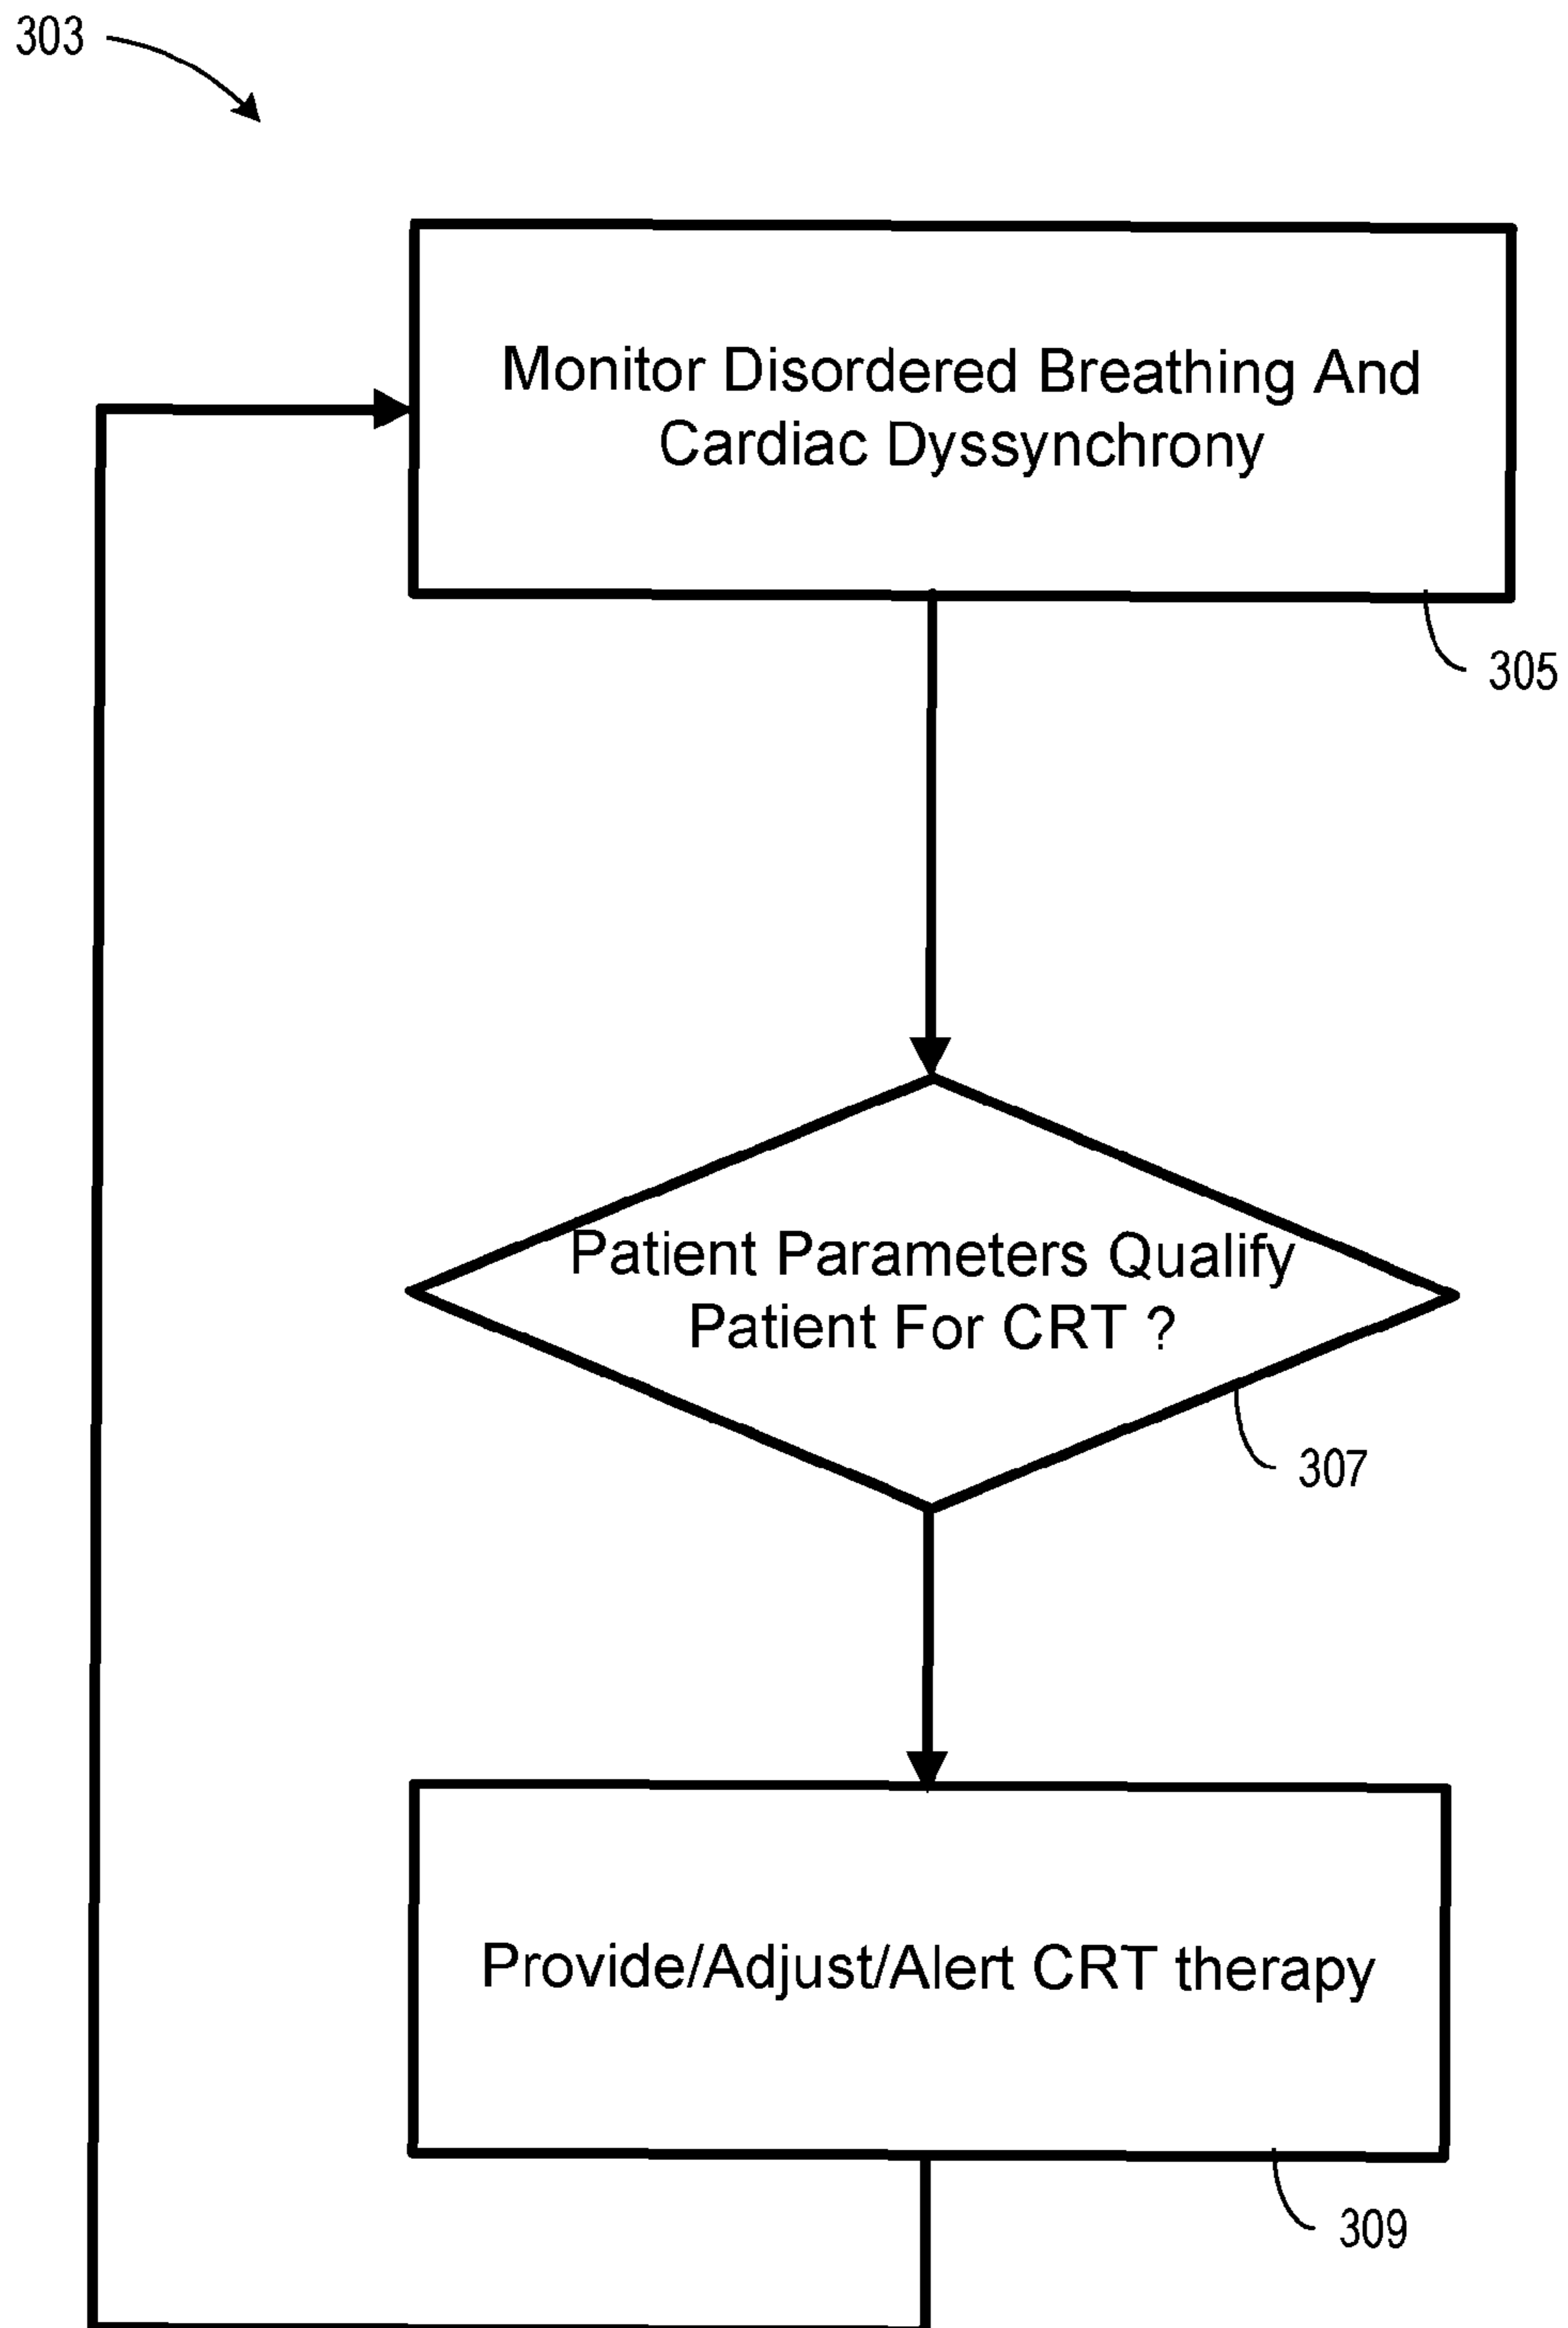 303
Monitor Disordered Breathing And
Cardiac Dyssynchrony
305
Patient Parameters Qualify
Patient For CRT ?
307
Provide/Adjust/Alert CRT therapy
309